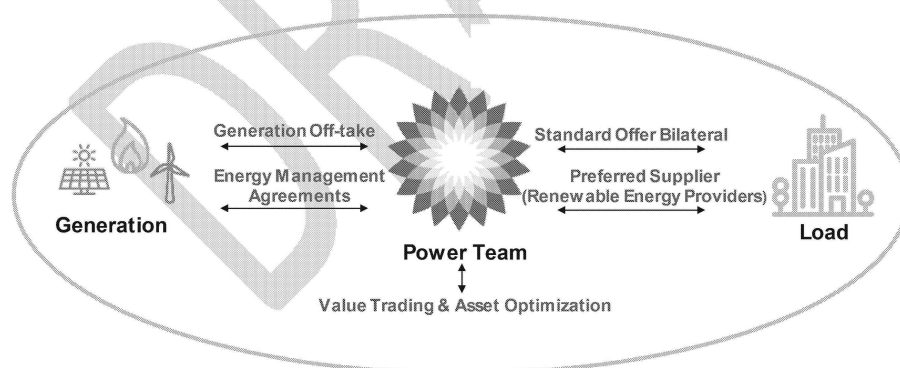 Generation Off-take
Energy Management
Agreements
Generation
Power Team
Value Trading & Asset Optimization
Standard Offer Bilateral
Preferred Supplier
(Renewable Energy Providers)
Load